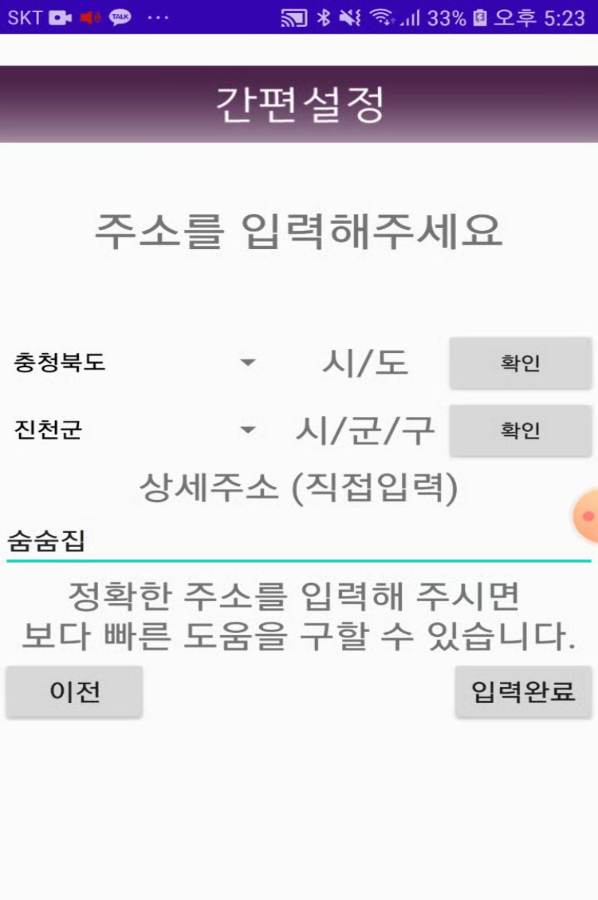 SKT TALK ... 33% 오후 5:23
간편설정
주소를 입력해주세요
충청북도 시/도 확인
진천군 시/군/구 확인
상세주소 (직접입력)
숨숨집
정확한 주소를 입력해 주시면
보다 빠른 도움을 구할 수 있습니다.
이전 입력완료